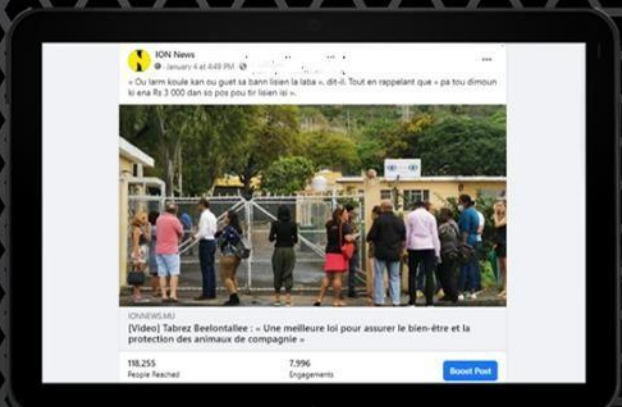 ION News
January 4 at 4:49 PM
« Ou larm koule kan ou guet sa bann lisien la laba », dit-il. Tout en rappelant que « pa tou dimoun
ki ena Rs 3 000 dan so pos pou tir lisien isi ».
IONNEWS.MU
[Video] Tabrez Beelontallee : « Une meilleure loi pour assurer le bien-être et la
protection des animaux de compagnie »
118,255
7,996
People Reached
Engagements
Boost Post